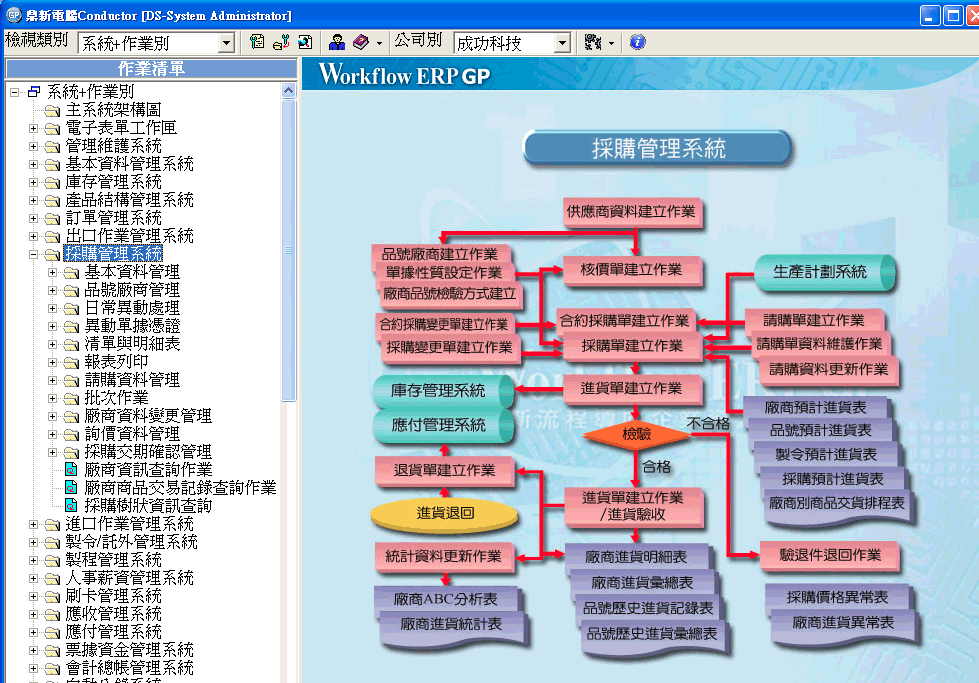 鼎新電腦Conductor [DS-System Administrator]
檢視類別 系統+作業別 公司別 成功科技
作業清單
系統+作業別
主系統架構圖
電子表單工作匣
管理維護系統
基本資料管理系統
庫存管理系統
產品結構管理系統
訂單管理系統
出口作業管理系統
採購管理系統
基本資料管理
品號廠商管理
日常異動處理
異動單據憑證
清單與明細表
報表列印
請購資料管理
批次作業
廠商資料變更管理
詢價資料管理
採購交期確認管理
廠商資訊查詢作業
廠商商品交易記錄查詢作業
採購樹狀資訊查詢
進口作業管理系統
製令/託外管理系統
製程管理系統
人事薪資管理系統
刷卡管理系統
應收管理系統
應付管理系統
票據資金管理系統
會計總帳管理系統
Workflow ERP GP
採購管理系統
供應商資料建立作業
品號廠商建立作業
單據性質設定作業
廠商品號檢驗方式建立
核價單建立作業
生產計劃系統
合約採購變更單建立作業
採購變更單建立作業
合約採購單建立作業
採購單建立作業
請購單建立作業
請購單資料維護作業
請購資料更新作業
庫存管理系統
應付管理系統
進貨單建立作業
檢驗
不合格
合格
廠商預計進貨表
品號預計進貨表
製令預計進貨表
採購預計進貨表
廠商別商品交貨排程表
退貨單建立作業
進貨退回
進貨單建立作業
/進貨驗收
統計資料更新作業
廠商ABC分析表
廠商進貨統計表
廠商進貨明細表
廠商進貨彙總表
品號歷史進貨記錄表
品號歷史進貨彙總表
驗退件退回作業
採購價格異常表
廠商進貨異常表